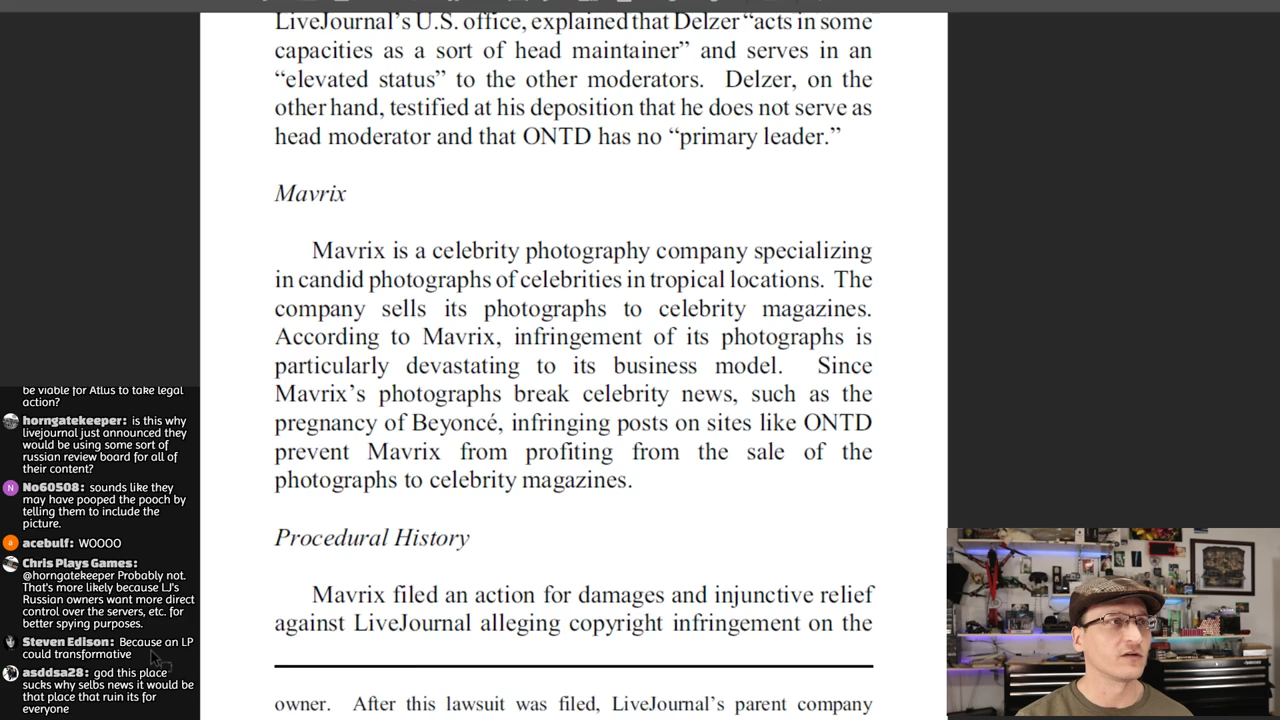 LiveJournal’s U.S. office, explained that Delzer “acts in some
capacities as a sort of head maintainer” and serves in an
“elevated status” to the other moderators. Delzer, on the
other hand, testified at his deposition that he does not serve as
head moderator and that ONTD has no “primary leader.”
Mavrix
Mavrix is a celebrity photography company specializing
in candid photographs of celebrities in tropical locations. The
company sells its photographs to celebrity magazines.
According to Mavrix, infringement of its photographs is
particularly devastating to its business model. Since
Mavrix’s photographs break celebrity news, such as the
pregnancy of Beyoncé, infringing posts on sites like ONTD
prevent Mavrix from profiting from the sale of the
photographs to celebrity magazines.
Procedural History
Mavrix filed an action for damages and injunctive relief
against LiveJournal alleging copyright infringement on the
owner. After this lawsuit was filed, LiveJournal’s parent company
be viable for Atlus to take legal
action?
horngatekeeper: is this why
livejournal just announced they
would be using some sort of
russian review board for all of
their content?
N No60508: sounds like they
may have pooped the pooch by
telling them to include the
picture.
a acebulf: WOOOO
Chris Plays Games:
@horngatekeeper Probably not.
That's more likely because LJ's
Russian owners want more direct
control over the servers, etc. for
better spying purposes.
Steven Edison: Because an LP
could transformative
asddsa28: god this place
sucks why selbs news it would be
that place that ruin its for
everyone